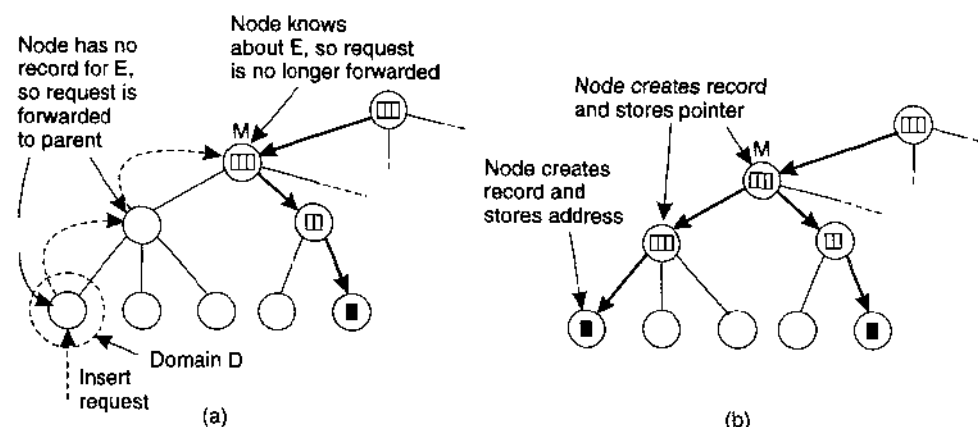 Node has no
record for E,
so request is
forwarded
to parent
Node knows
about E, so request
is no longer forwarded
M
Domain D
Insert
request
(a)
Node creates record
and stores pointer
M
Node creates
record and
stores address
(b)